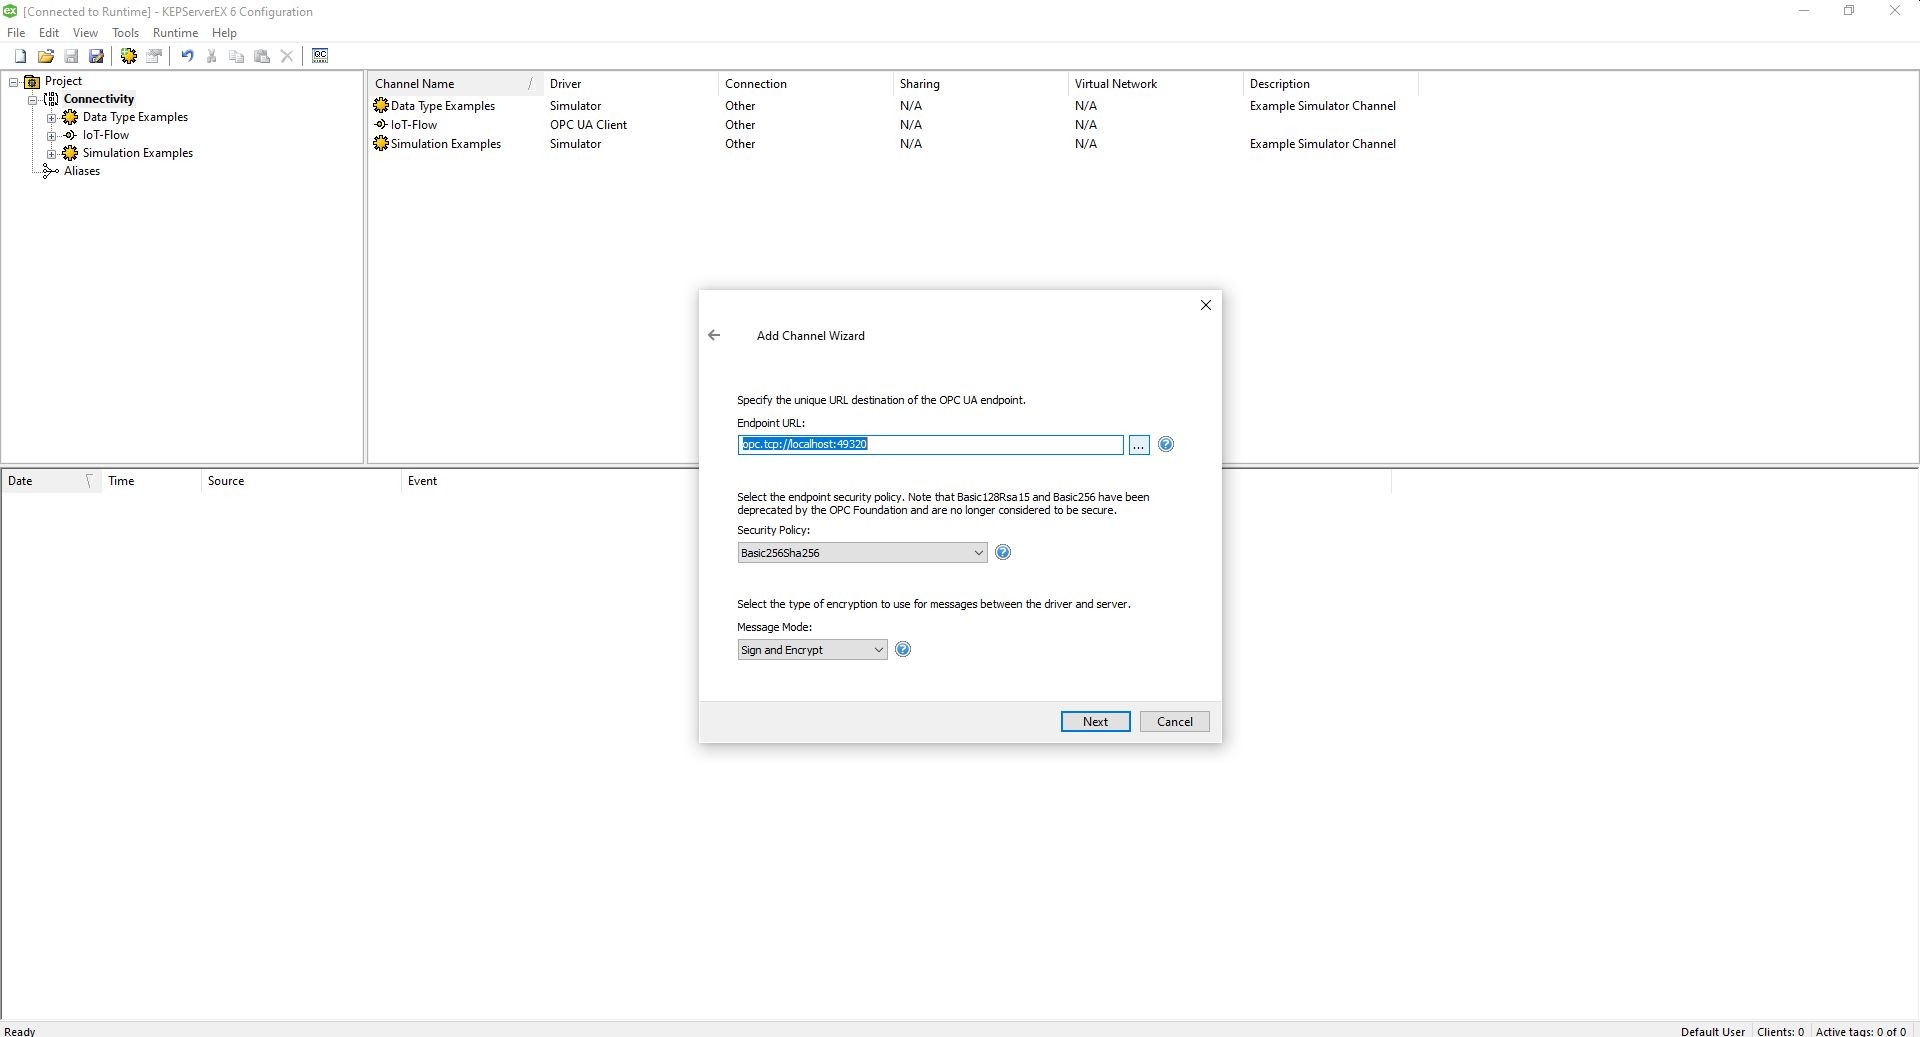 [Connected to Runtime] - KEPServerEX 6 Configuration
File Edit View Tools Runtime Help
Project
Connectivity
Data Type Examples
IoT-Flow
Simulation Examples
Aliases
Channel Name / Driver Connection Sharing Virtual Network Description
Data Type Examples Simulator Other N/A N/A Example Simulator Channel
IoT-Flow OPC UA Client Other N/A N/A
Simulation Examples Simulator Other N/A N/A Example Simulator Channel
Add Channel Wizard
Specify the unique URL destination of the OPC UA endpoint.
Endpoint URL:
opc.tcp://localhost:49320 ... ?
Select the endpoint security policy. Note that Basic128Rsa15 and Basic256 have been
deprecated by the OPC Foundation and are no longer considered to be secure.
Security Policy:
Basic256Sha256 ?
Select the type of encryption to use for messages between the driver and server.
Message Mode:
Sign and Encrypt ?
Next Cancel
Date Time Source Event
Ready Default User Clients: 0 Active tags: 0 of 0